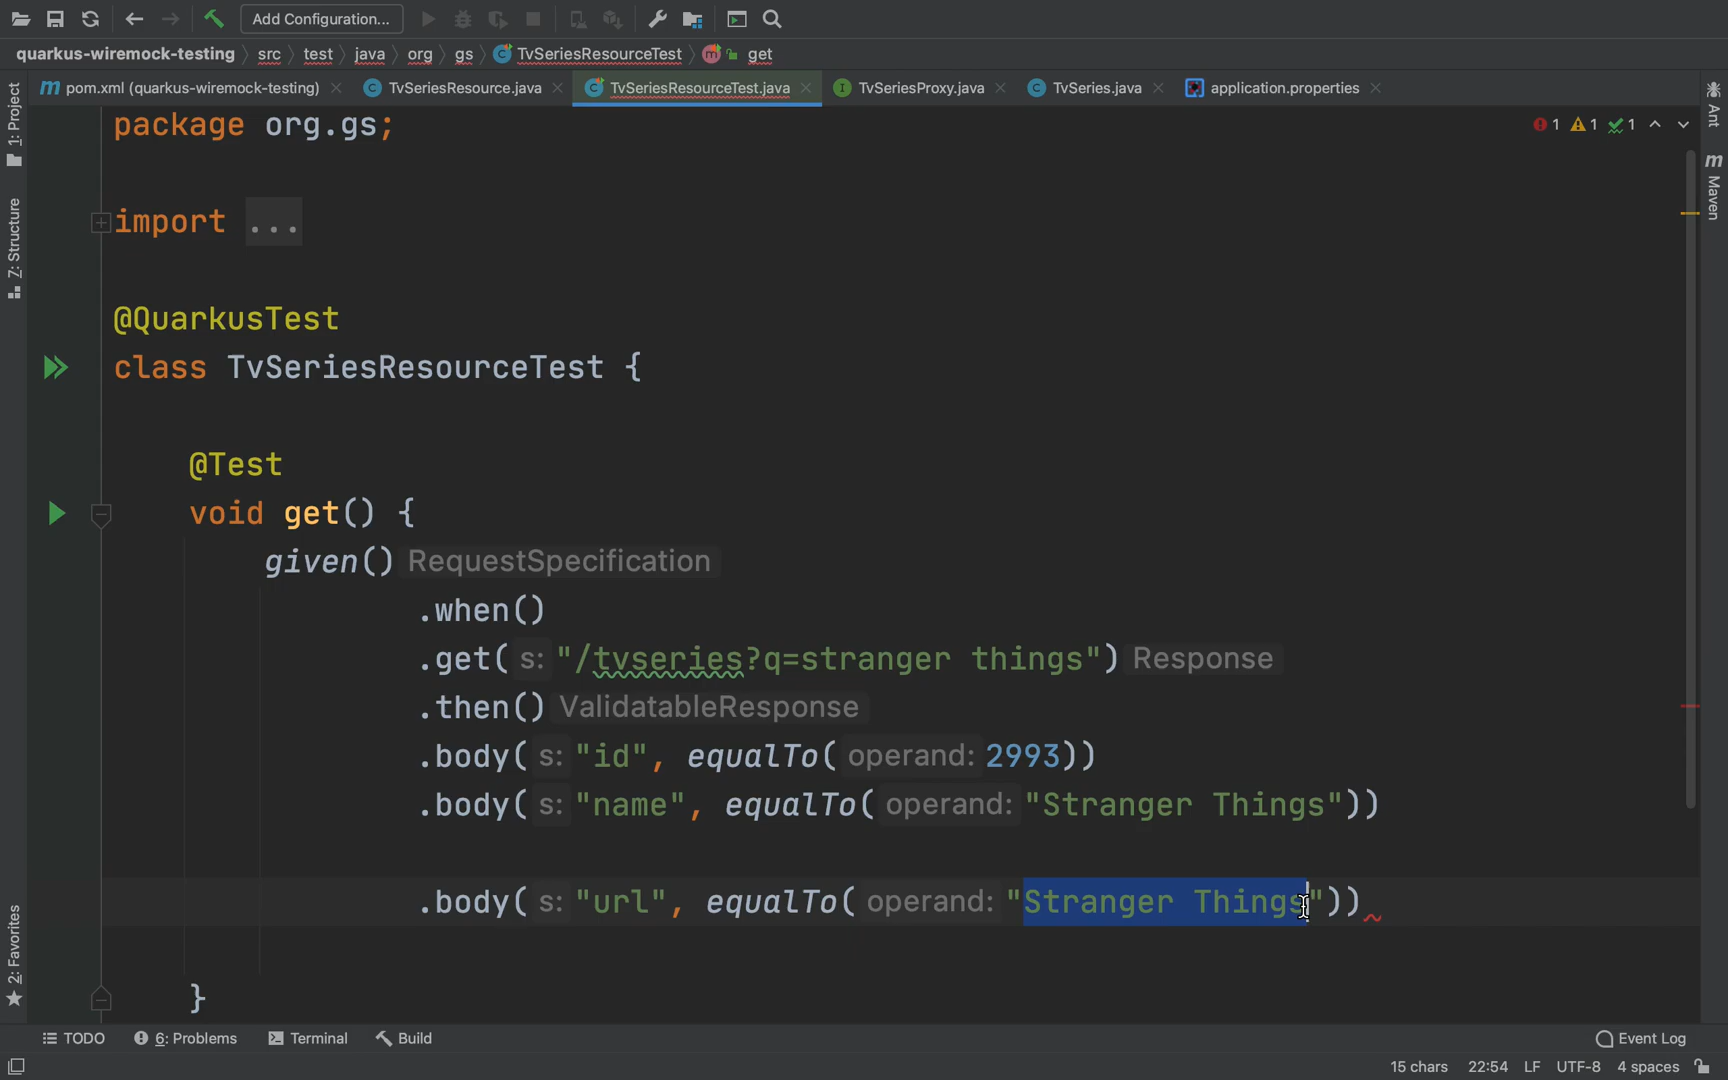 Add Configuration...
quarkus-wiremock-testing src test java org gs TvSeriesResourceTest get
pom.xml (quarkus-wiremock-testing) TvSeriesResource.java TvSeriesResourceTest.java TvSeriesProxy.java TvSeries.java application.properties
1: Project
Z: Structure
2: Favorites
package org.gs;
1 1 1
import ...
@QuarkusTest
class TvSeriesResourceTest {
@Test
void get() {
given() RequestSpecification
.when()
.get( s: "/tvseries?q=stranger things") Response
.then() ValidatableResponse
.body( s: "id", equalTo( operand: 2993))
.body( s: "name", equalTo( operand: "Stranger Things"))
.body( s: "url", equalTo( operand: "Stranger Things"))
}
Ant
Maven
TODO 6: Problems Terminal Build Event Log
15 chars 22:54 LF UTF-8 4 spaces